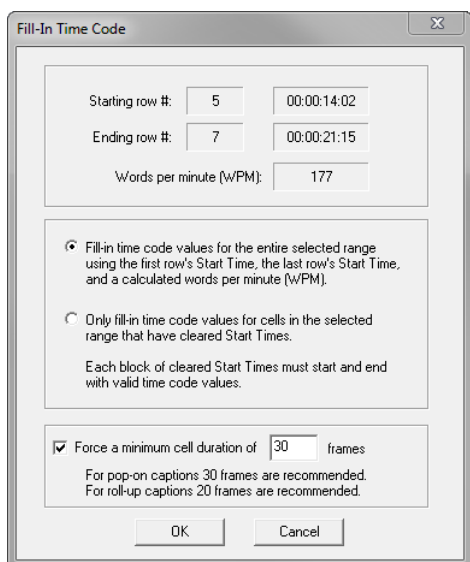 Fill-In Time Code
Starting row #: 5 00:00:14:02
Ending row #: 7 00:00:21:15
Words per minute (WPM): 177
Fill-in time code values for the entire selected range
using the first row's Start Time, the last row's Start Time,
and a calculated words per minute (WPM).
Only fill-in time code values for cells in the selected
range that have cleared Start Times.
Each block of cleared Start Times must start and end
with valid time code values.
Force a minimum cell duration of 30 frames
For pop-on captions 30 frames are recommended.
For roll-up captions 20 frames are recommended.
OK Cancel